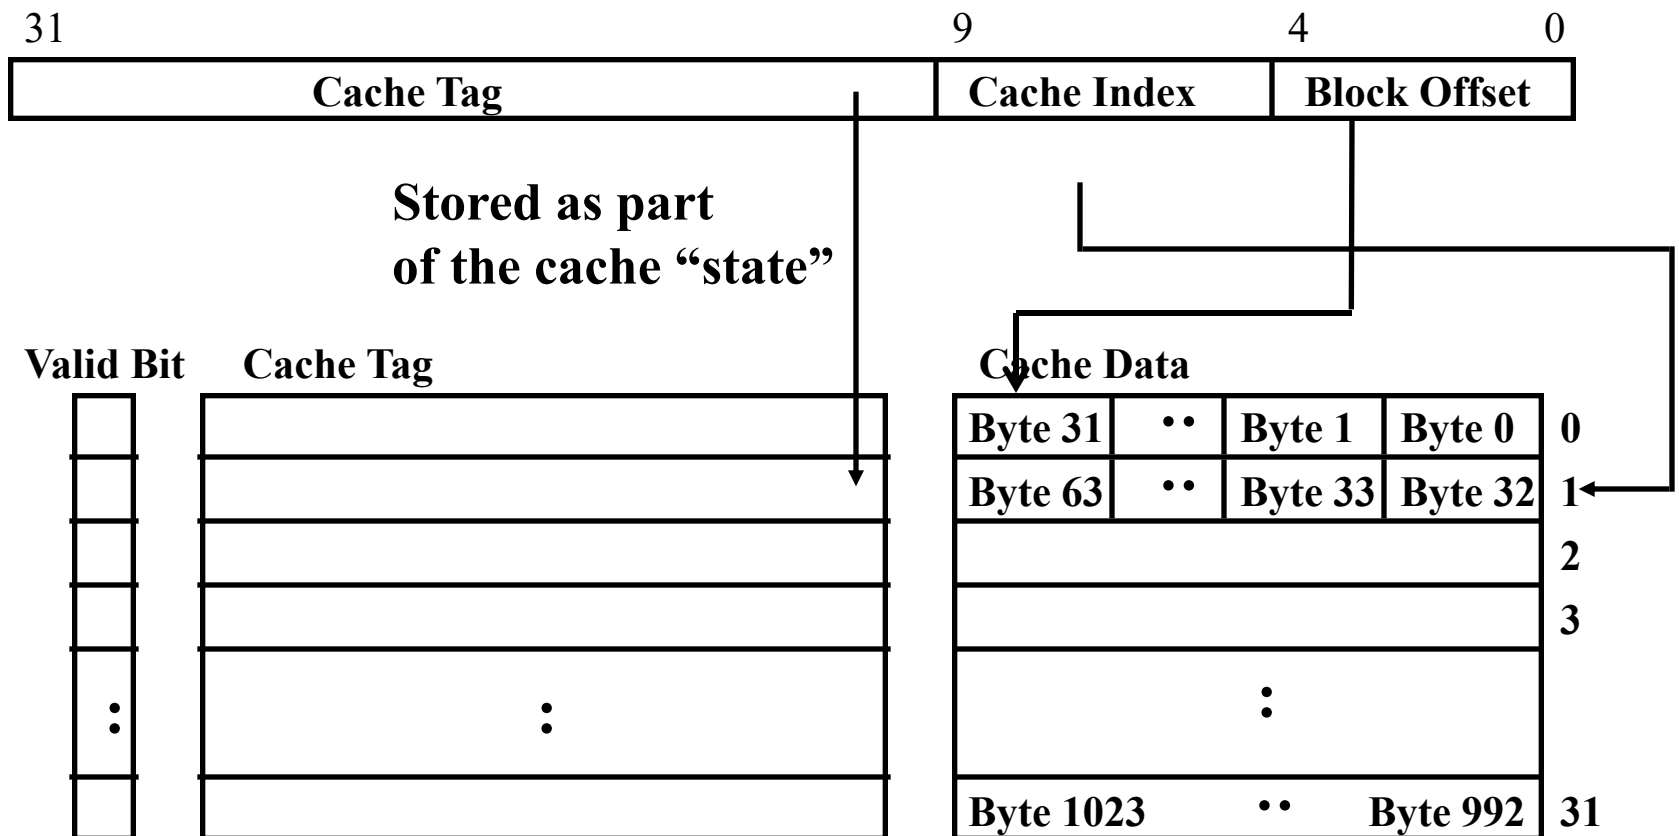 31 9 4 0
Cache Tag Cache Index Block Offset
Stored as part
of the cache “state”
Valid Bit Cache Tag Cache Data
Byte 31 ·· Byte 1 Byte 0 0
Byte 63 ·· Byte 33 Byte 32 1
2
3
: : :
Byte 1023 ·· Byte 992 31